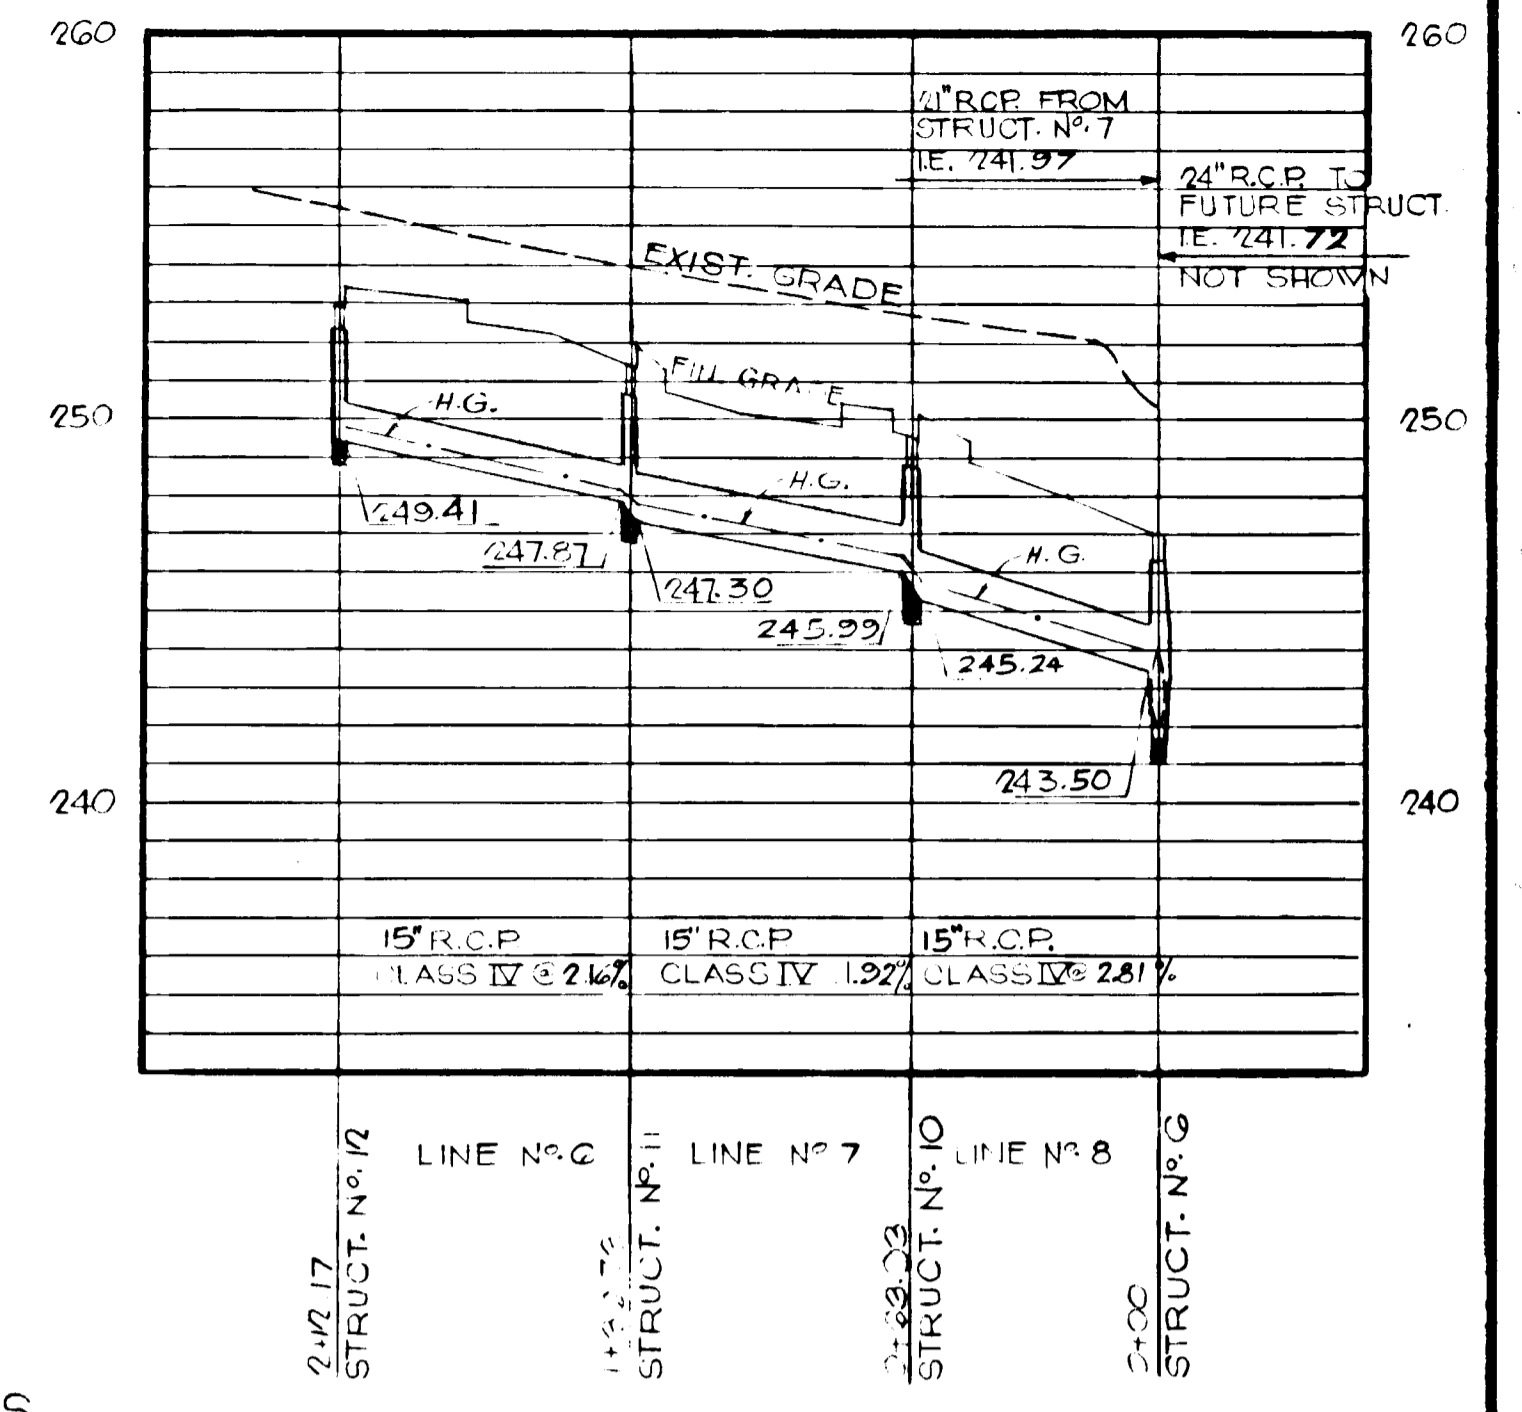 260
260
21" RCP. FROM
STRUCT. Nº. 7
I.E. 241.97
24" R.C.P. TO
FUTURE STRUCT.
I.E. 241.72
NOT SHOWN
EXIST. GRADE
FILL GRADE
H.G.
250
250
H.G.
249.41
247.87
H.G.
247.30
245.99
245.24
243.50
240
240
15" R.C.P
CLASS IV @ 2.16%
15" R.C.P
CLASS IV 1.92%
15" R.C.P.
CLASS IV @ 2.81%
LINE Nº. 6
LINE Nº 7
LINE Nº. 8
2+12.17
STRUCT. Nº. 12
STRUCT. Nº. 11
STRUCT. Nº. 10
0+00
STRUCT. Nº. 6